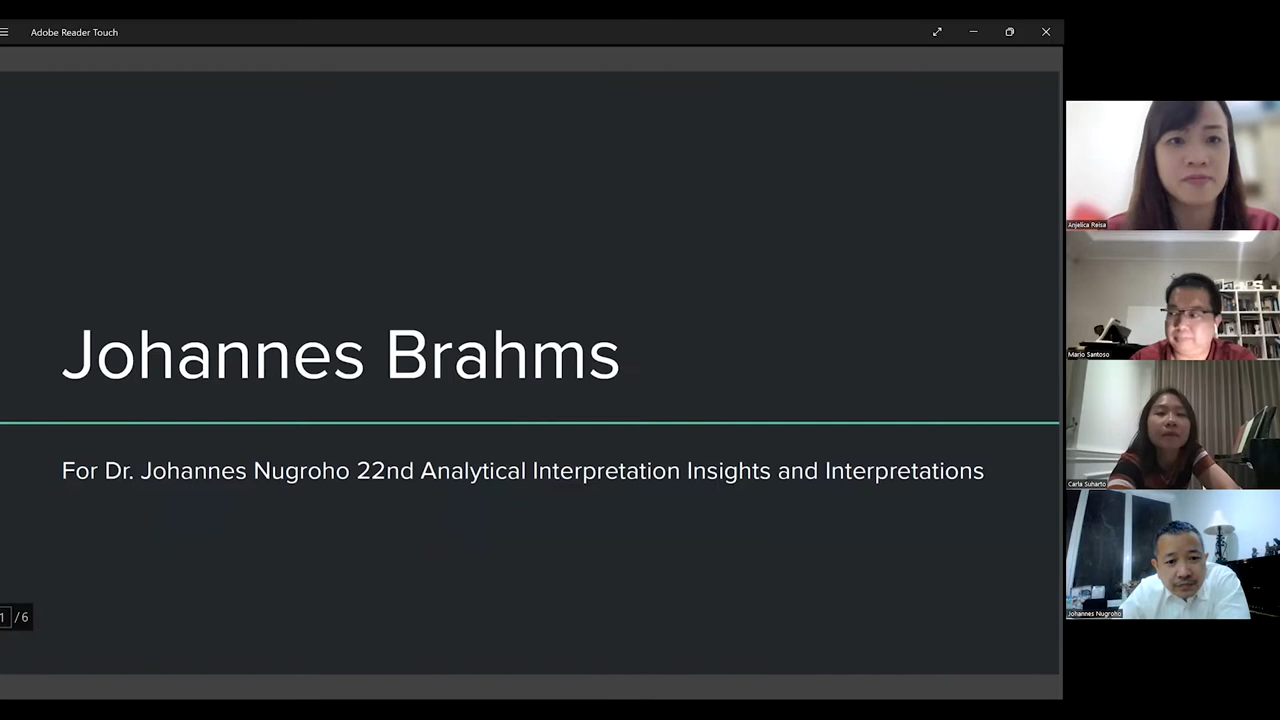 Adobe Reader Touch
Johannes Brahms
For Dr. Johannes Nugroho 22nd Analytical Interpretation Insights and Interpretations
1 / 6
Anjelica Reisa
Mario Santoso
Carla Suharto
Johannes Nugroho